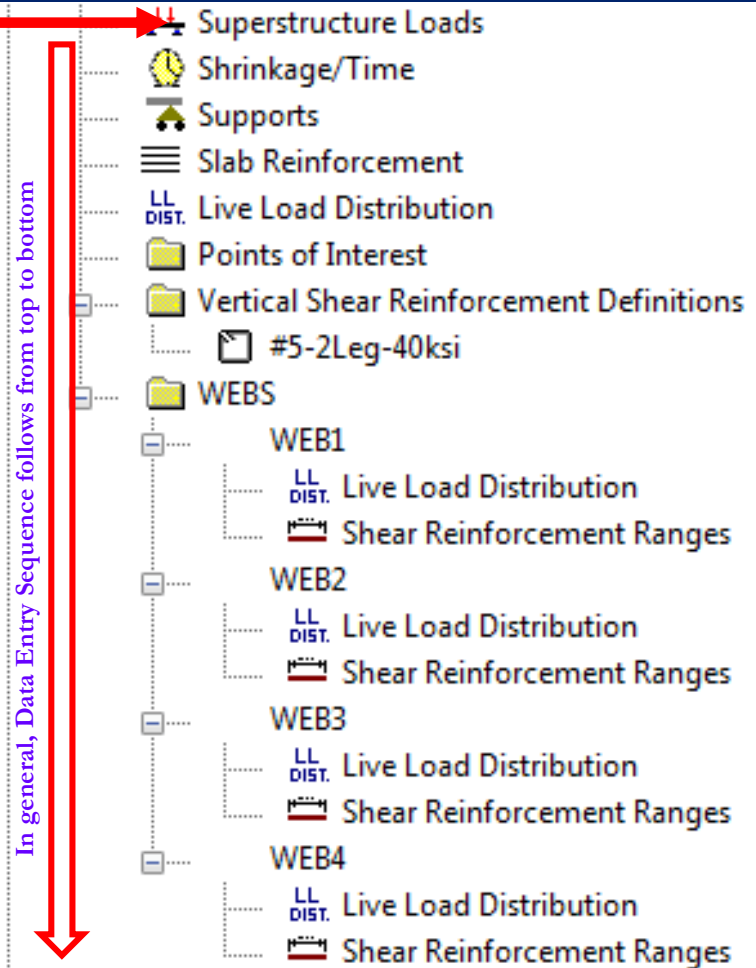 Superstructure Loads
Shrinkage/Time
Supports
Slab Reinforcement
LL
DIST.
Live Load Distribution
Points of Interest
Vertical Shear Reinforcement Definitions
#5-2Leg-40ksi
WEBS
WEB1
LL
DIST.
Live Load Distribution
Shear Reinforcement Ranges
WEB2
LL
DIST.
Live Load Distribution
Shear Reinforcement Ranges
WEB3
LL
DIST.
Live Load Distribution
Shear Reinforcement Ranges
WEB4
LL
DIST.
Live Load Distribution
Shear Reinforcement Ranges
In general, Data Entry Sequence follows from top to bottom